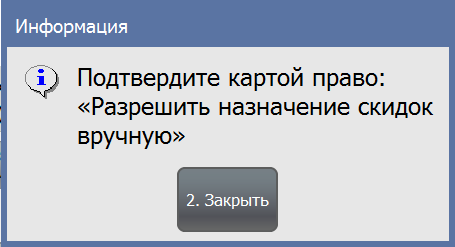 Информация
Подтвердите картой право:
«Разрешить назначение скидок
вручную»
2. Закрыть